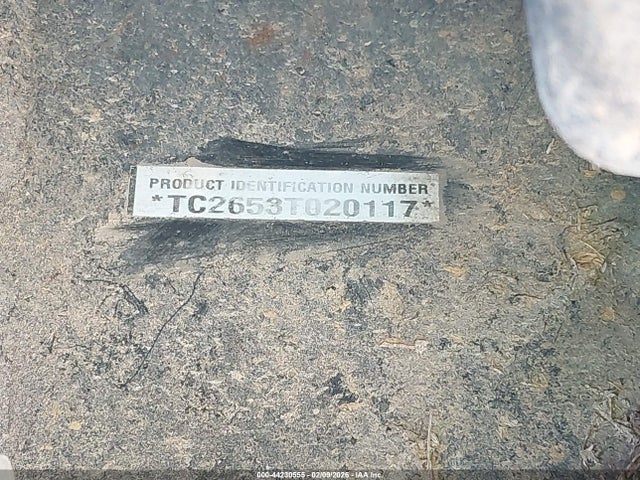 PRODUCT IDENTIFICATION NUMBER
*TC2653T020117*
000-44230555 - 02/09/2026 - IAA Inc.